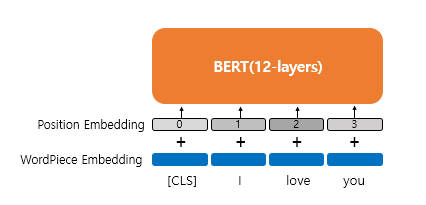 BERT(12-layers)
Position Embedding 0 1 2 3
+ + + +
WordPiece Embedding
[CLS] I love you